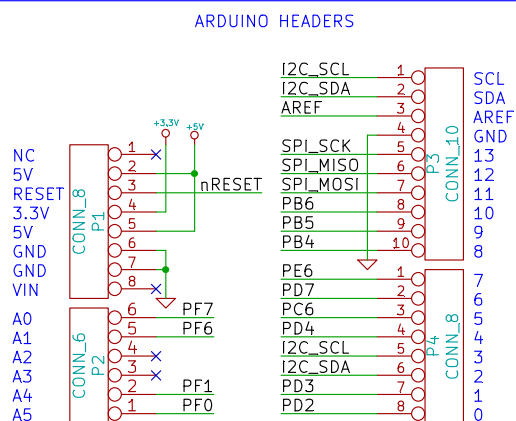 ARDUINO HEADERS
+3.3V +5V
NC 1
5V 2
RESET 3 nRESET
3.3V 4
5V 5
GND 6
GND 7
VIN 8
CONN_8
P1
A0 6 PF7
A1 5 PF6
A2 4
A3 3
A4 2 PF1
A5 1 PF0
CONN_6
P2
I2C_SCL 1 SCL
I2C_SDA 2 SDA
AREF 3 AREF
4 GND
SPI_SCK 5 13
SPI_MISO 6 12
SPI_MOSI 7 11
PB6 8 10
PB5 9 9
PB4 10 8
P3
CONN_10
PE6 1 7
PD7 2 6
PC6 3 5
PD4 4 4
I2C_SCL 5 3
I2C_SDA 6 2
PD3 7 1
PD2 8 0
P4
CONN_8